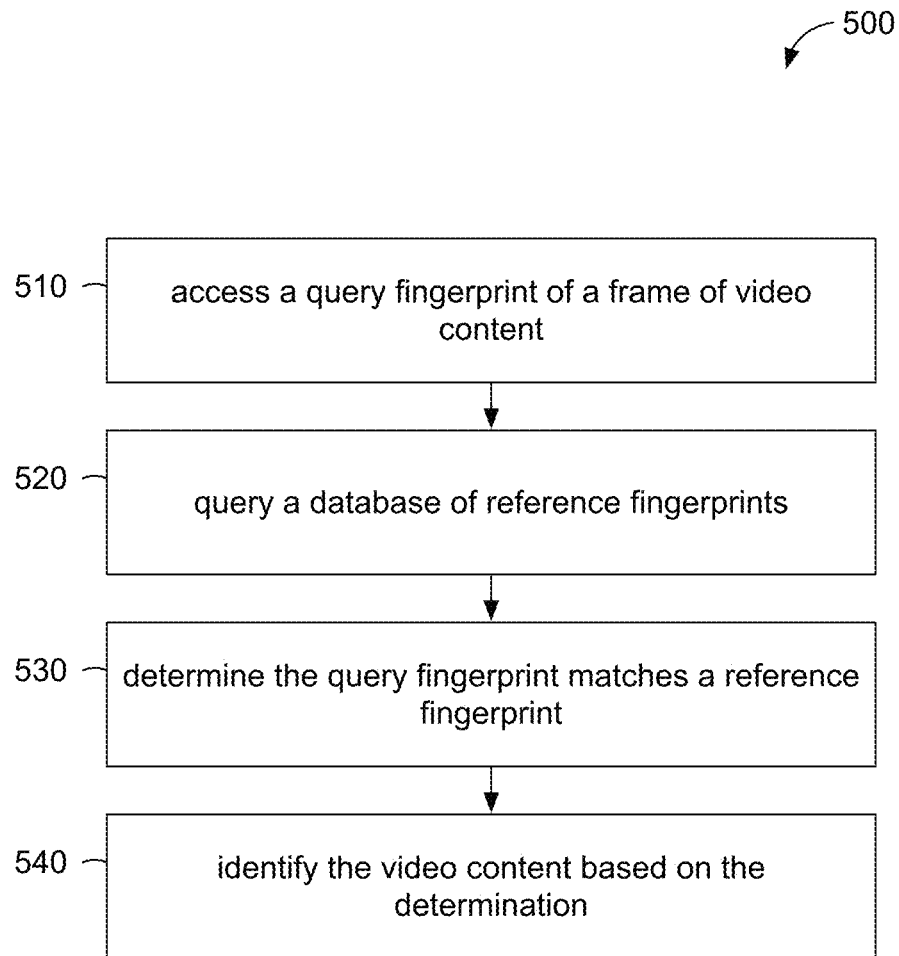 500
510
access a query fingerprint of a frame of video
content
520
query a database of reference fingerprints
530
determine the query fingerprint matches a reference
fingerprint
540
identify the video content based on the
determination